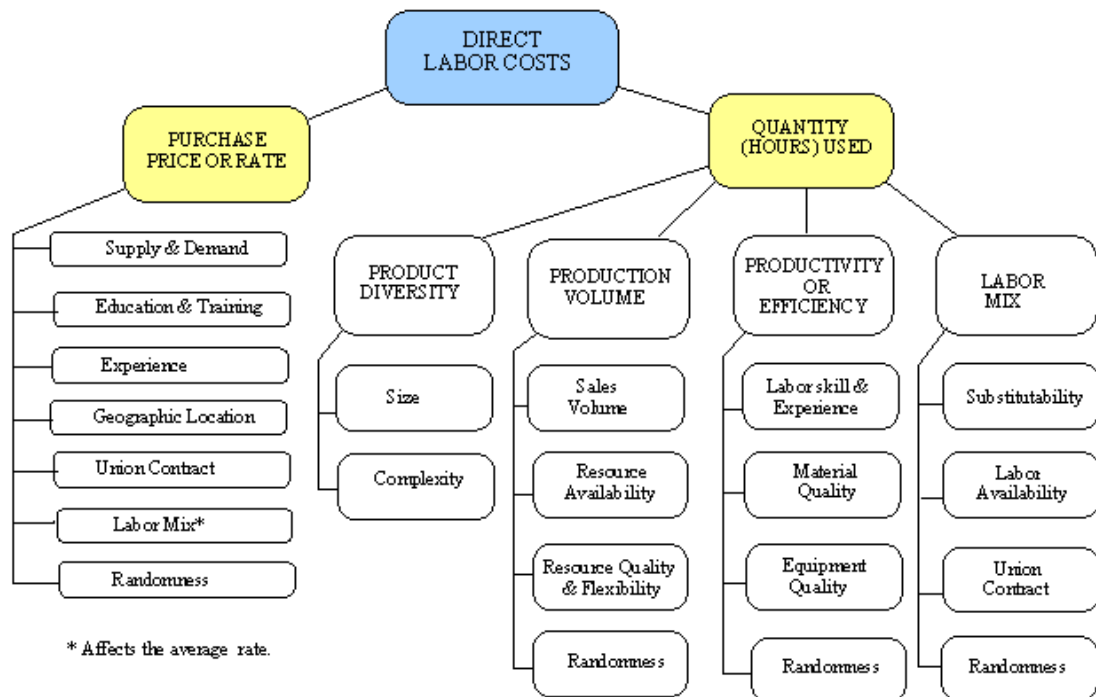 DIRECT
LABOR COSTS
PURCHASE
PRICE OR RATE
Supply & Demand
Education & Training
Experience
Geographic Location
Union Contract
Labor Mix*
Randomness
* Affects the average rate.
QUANTITY
(HOURS) USED
PRODUCT
DIVERSITY
Size
Complexity
PRODUCTION
VOLUME
Sales
Volume
Resource
Availability
Resource Quality
& Flexibility
Randomness
PRODUCTIVITY
OR
EFFICIENCY
Labor skill &
Experience
Material
Quality
Equipment
Quality
Randomness
LABOR
MIX
Substitutability
Labor
Availability
Union
Contract
Randomness